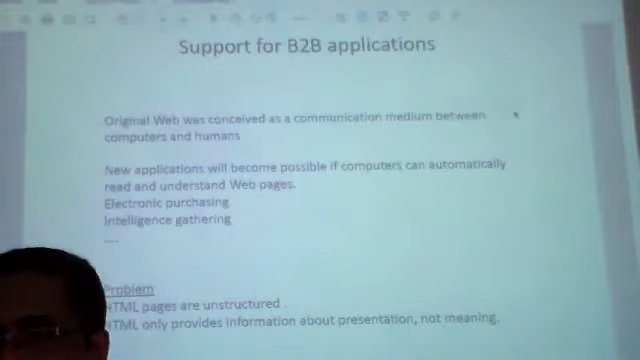 Support for B2B applications
Original Web was conceived as a communication medium between
computers and humans
New applications will become possible if computers can automatically
read and understand Web pages.
Electronic purchasing
Intelligence gathering
....
Problem
HTML pages are unstructured .
HTML only provides information about presentation, not meaning.